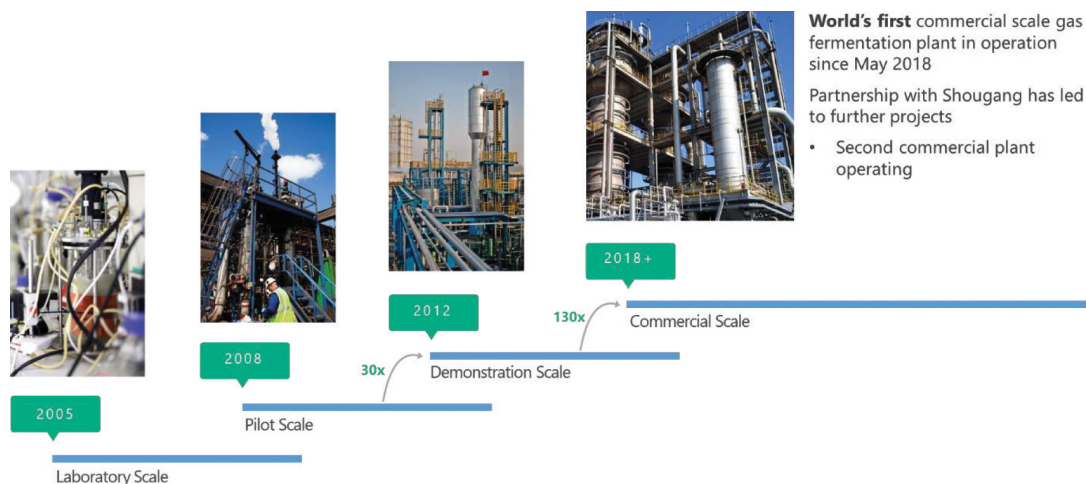 World's first commercial scale gas
fermentation plant in operation
since May 2018
Partnership with Shougang has led
to further projects
• Second commercial plant
operating
2018+
130x
Commercial Scale
2012
30x
Demonstration Scale
2008
Pilot Scale
2005
Laboratory Scale